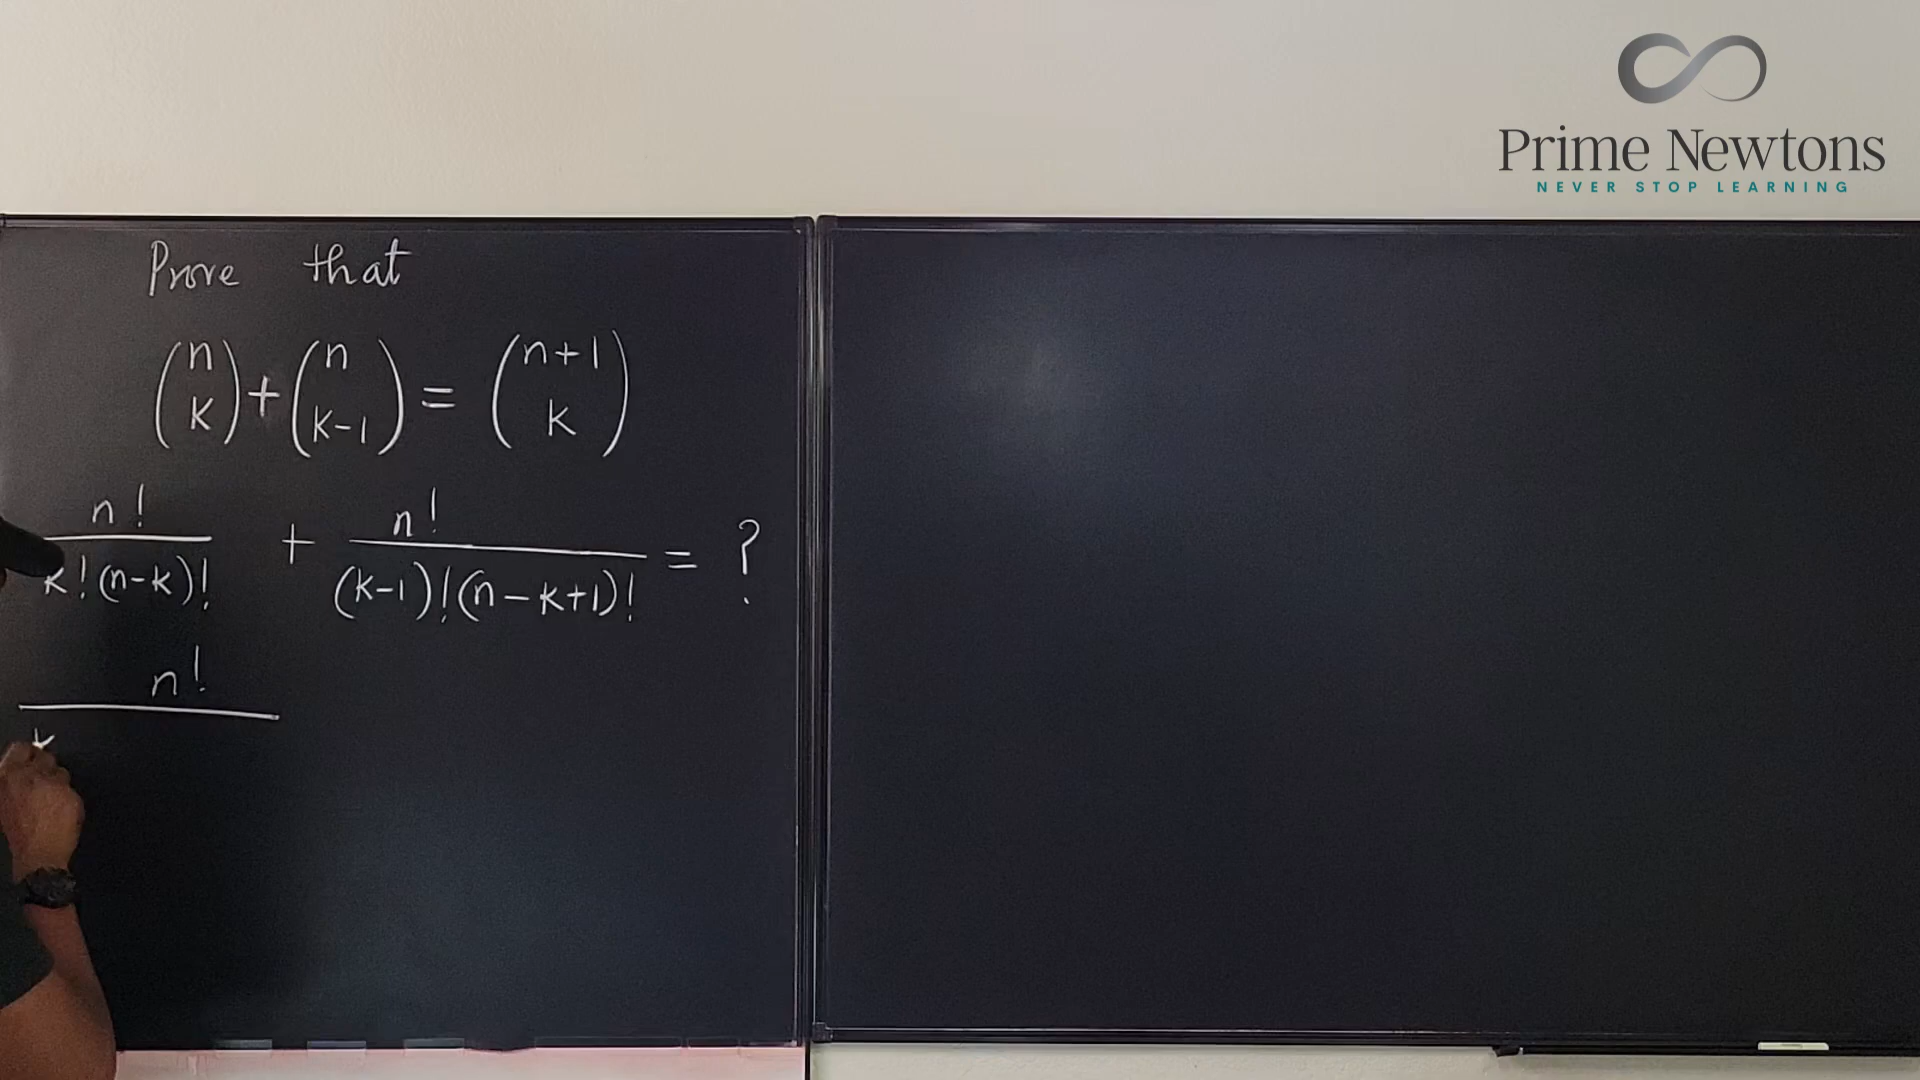 Prime Newtons
NEVER STOP LEARNING
Prove that
(n K) + (n K-1) = (n+1 K)
n! / K!(n-K)! + n! / (K-1)!(n-K+1)! = ?
n! / K